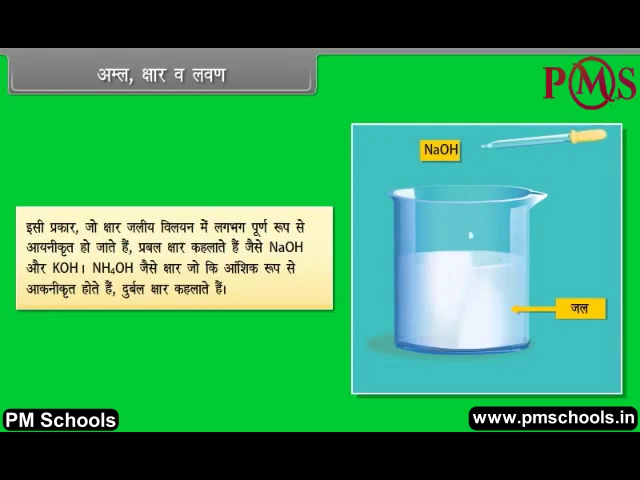 अम्ल, क्षार व लवण
PMS
NaOH
इसी प्रकार, जो क्षार जलीय विलयन में लगभग पूर्ण रूप से
आयनीकृत हो जाते हैं, प्रबल क्षार कहलाते हैं जैसे NaOH
और KOH। NH₄OH जैसे क्षार जो कि आंशिक रूप से
आकनीकृत होते हैं, दुर्बल क्षार कहलाते हैं।
जल
PM Schools
www.pmschools.in